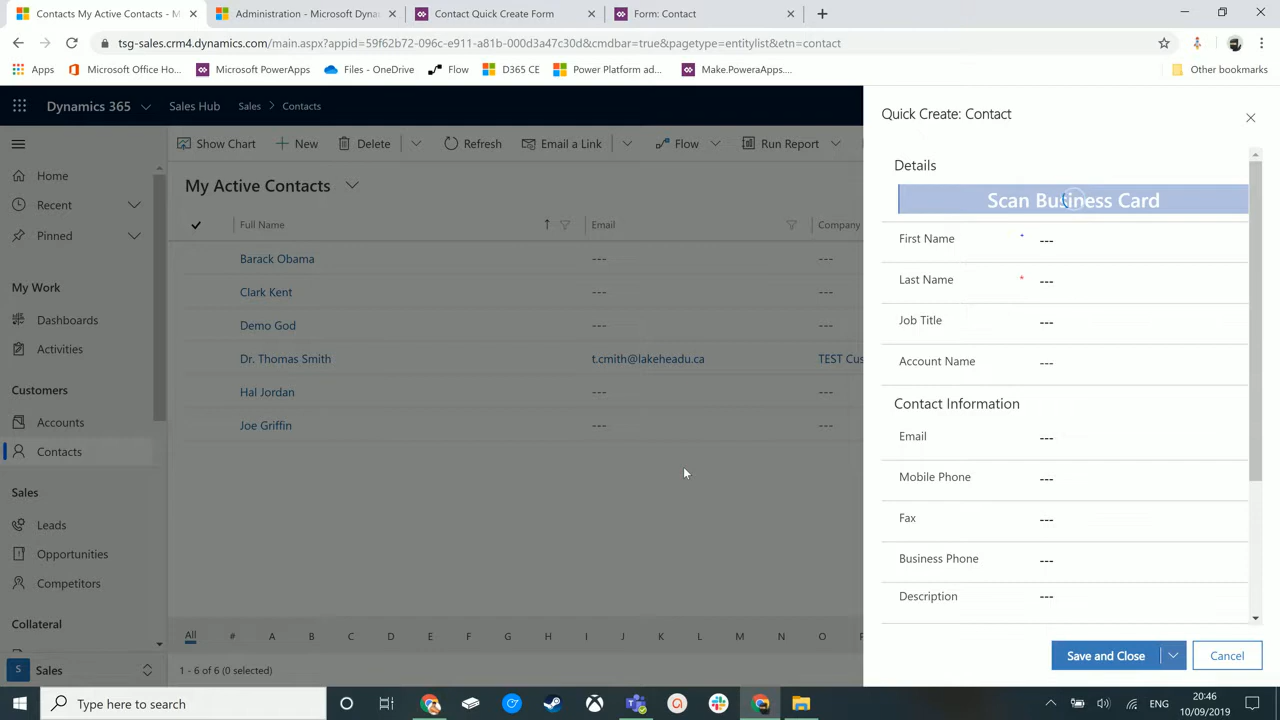 Contacts My Active Contacts - M
Administration - Microsoft Dyna
Contact Quick Create Form
Form: Contact
tsg-sales.crm4.dynamics.com/main.aspx?appid=59f62b72-096c-e911-a81b-000d3a47c30d&cmdbar=true&pagetype=entitylist&etn=contact
Apps
Microsoft Office Ho...
Microsoft PowerApps
Files - OneDrive
Flow
D365 CE
Power Platform ad...
Make.PoweraApps....
Other bookmarks
Dynamics 365
Sales Hub
Sales > Contacts
Show Chart
New
Delete
Refresh
Email a Link
Flow
Run Report
Home
Recent
Pinned
My Work
Dashboards
Activities
Customers
Accounts
Contacts
Sales
Leads
Opportunities
Competitors
Collateral
S Sales
My Active Contacts
Full Name Email Company
Barack Obama --- ---
Clark Kent --- ---
Demo God --- ---
Dr. Thomas Smith t.cmith@lakeheadu.ca TEST Cus
Hal Jordan --- ---
Joe Griffin --- ---
All # A B C D E F G H I J K L M N O
1 - 6 of 6 (0 selected)
Quick Create: Contact
Details
Scan Business Card
First Name + ---
Last Name * ---
Job Title ---
Account Name ---
Contact Information
Email ---
Mobile Phone ---
Fax ---
Business Phone ---
Description ---
Save and Close
Cancel
Type here to search
ENG
20:46
10/09/2019